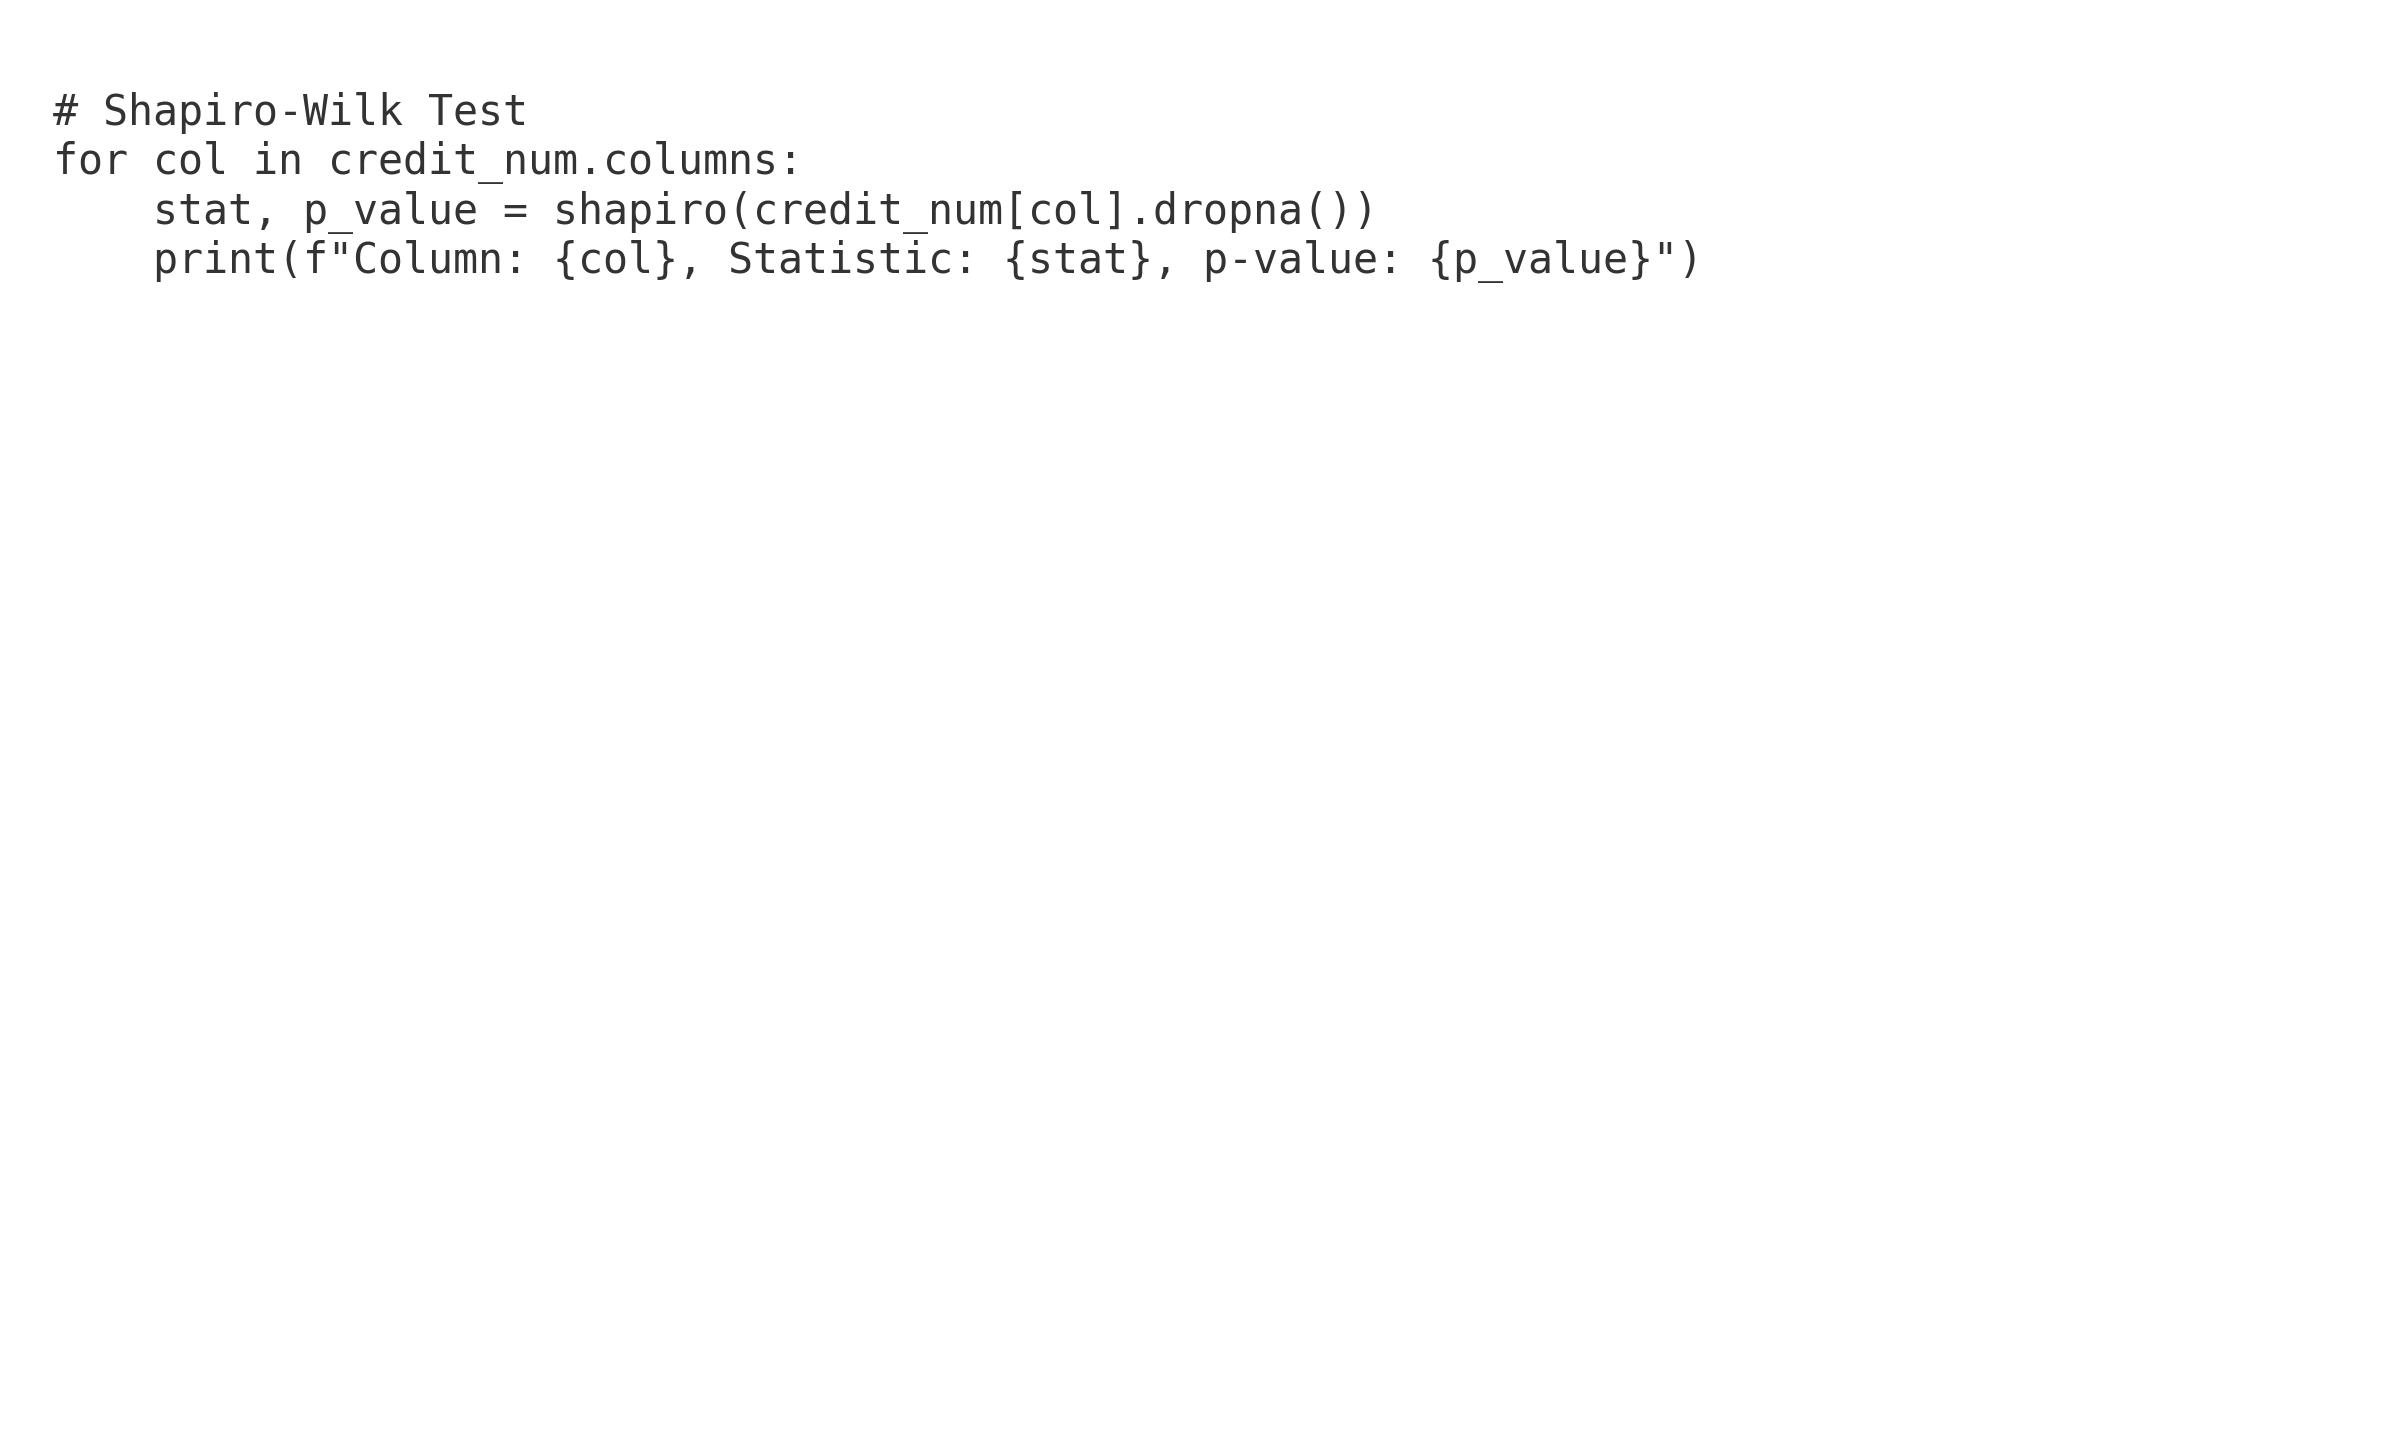 # Shapiro-Wilk Test
for col in credit_num.columns:
    stat, p_value = shapiro(credit_num[col].dropna())
    print(f"Column: {col}, Statistic: {stat}, p-value: {p_value}")